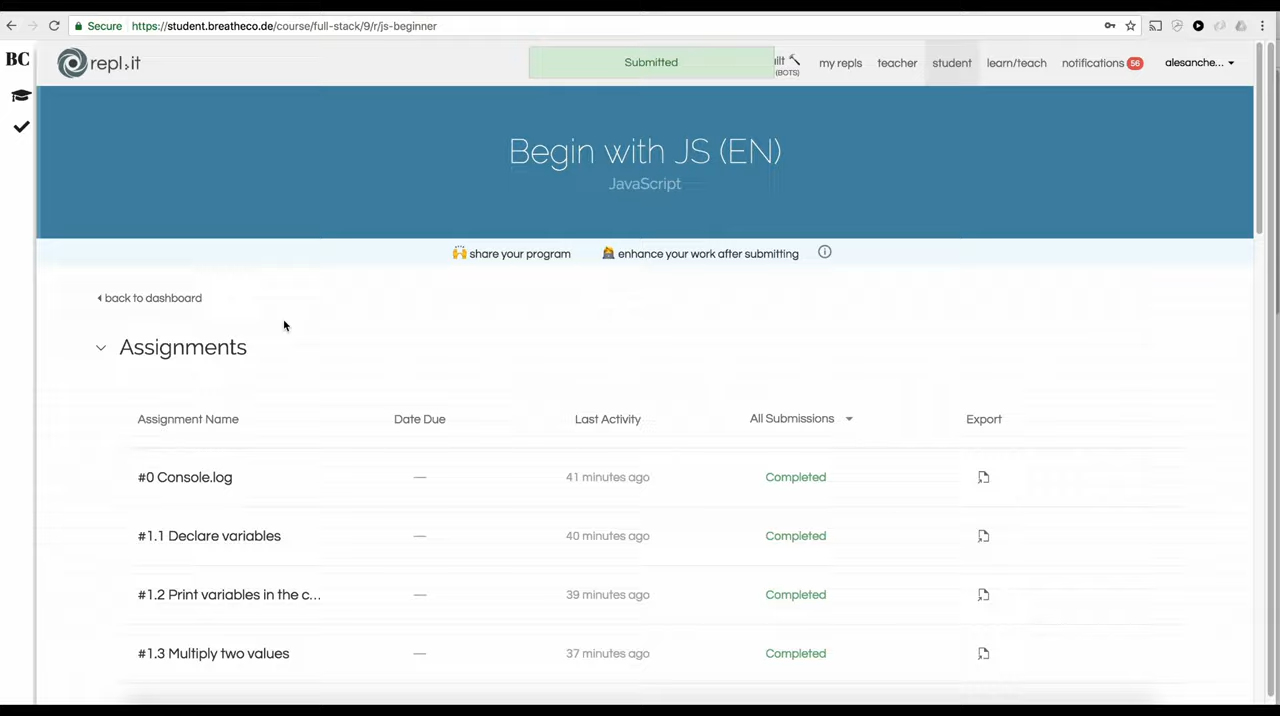 Secure https://student.breatheco.de/course/full-stack/9/r/js-beginner
BC
repl.it
Submitted
(BOTS)
my repls
teacher
student
learn/teach
notifications 56
alesanche...
Begin with JS (EN)
JavaScript
share your program
enhance your work after submitting
back to dashboard
Assignments
Assignment Name Date Due Last Activity All Submissions Export
#0 Console.log — 41 minutes ago Completed
#1.1 Declare variables — 40 minutes ago Completed
#1.2 Print variables in the c... — 39 minutes ago Completed
#1.3 Multiply two values — 37 minutes ago Completed